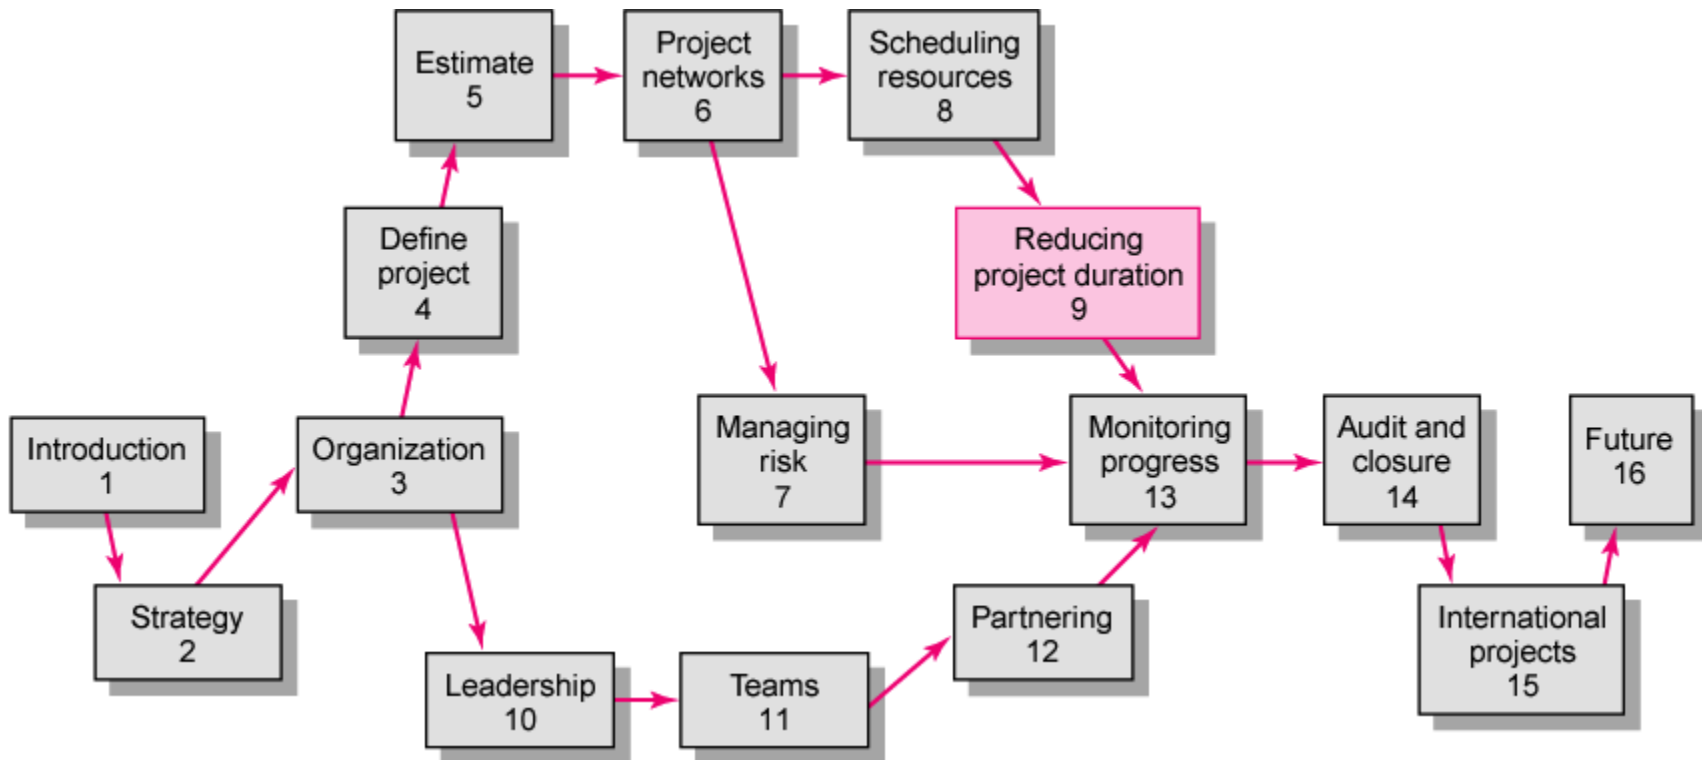 Estimate
5
Project
networks
6
Scheduling
resources
8
Define
project
4
Reducing
project duration
9
Introduction
1
Organization
3
Managing
risk
7
Monitoring
progress
13
Audit and
closure
14
Future
16
Strategy
2
Leadership
10
Teams
11
Partnering
12
International
projects
15